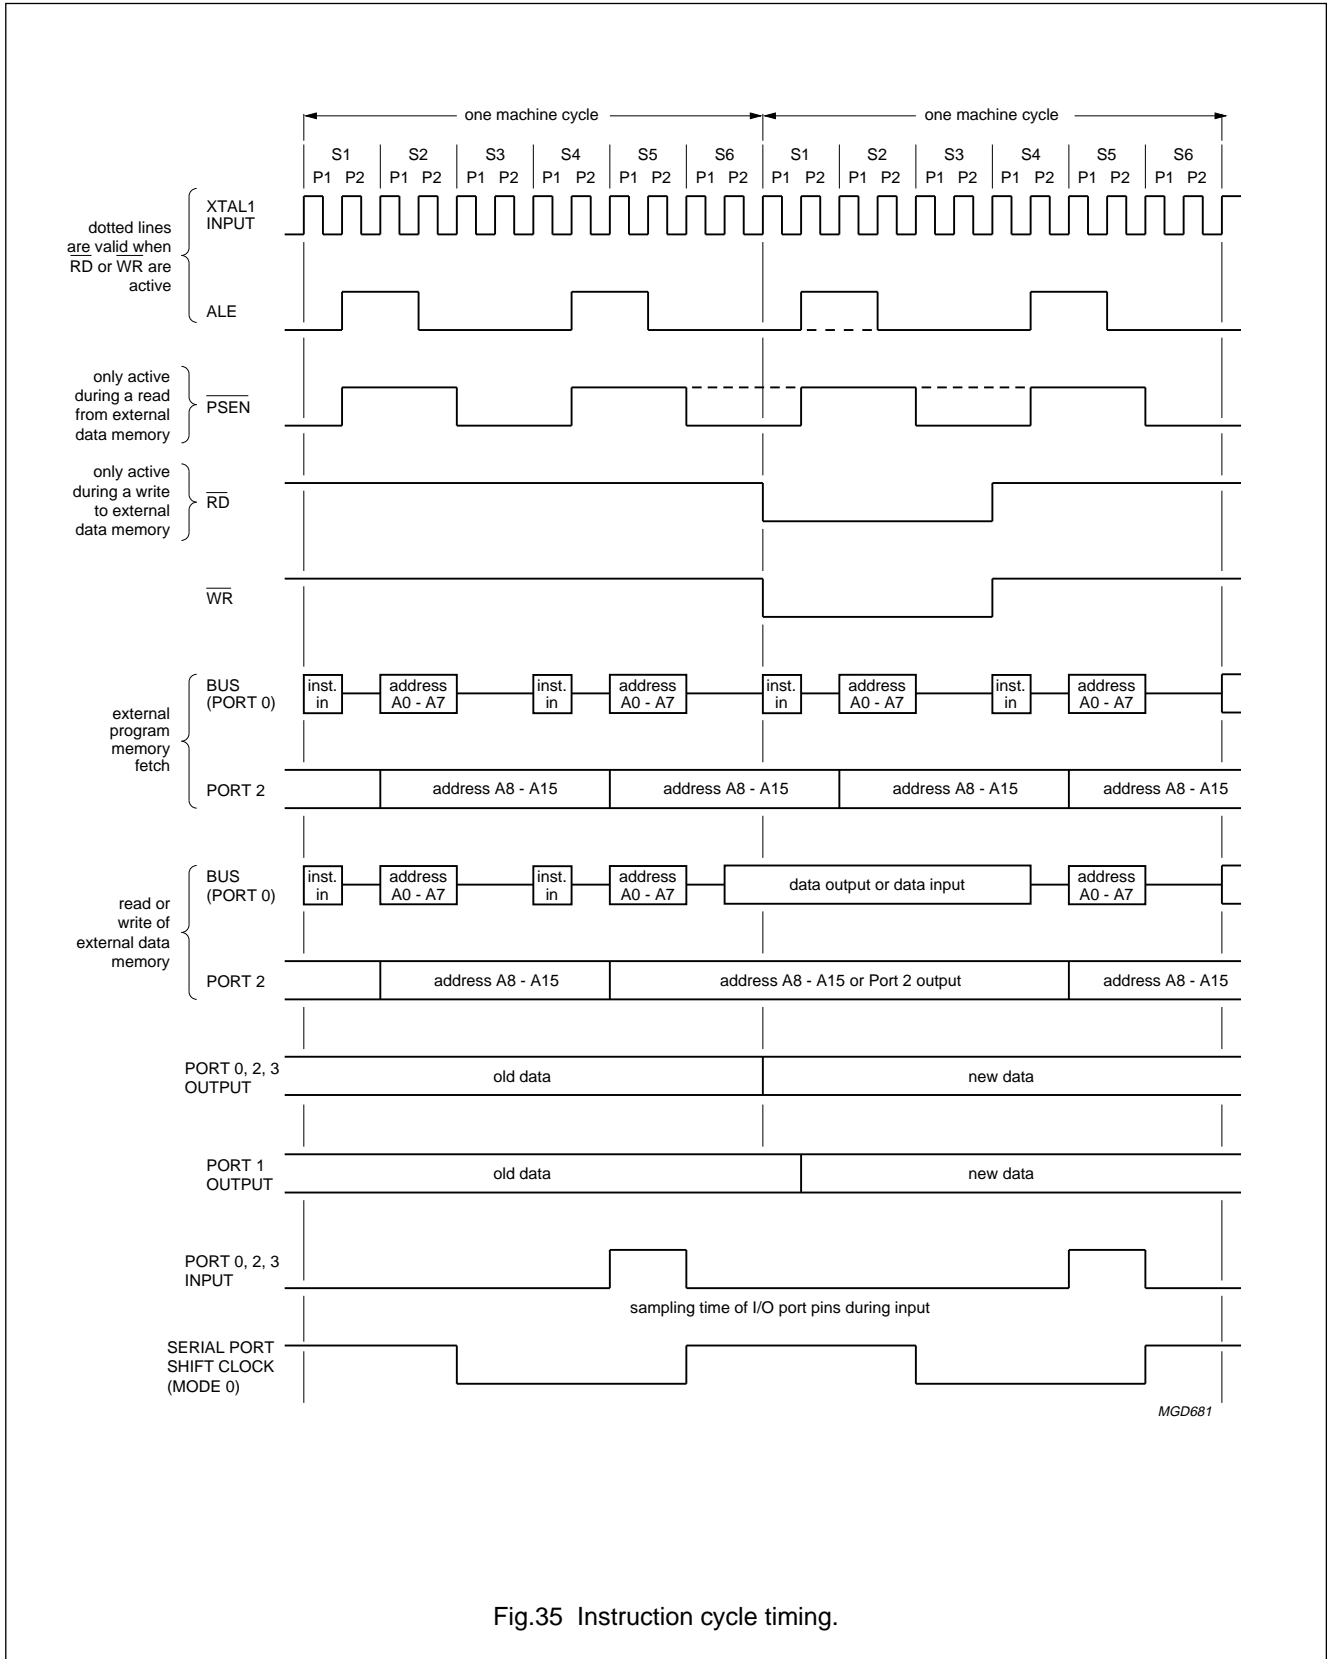 one machine cycle one machine cycle
S1 S2 S3 S4 S5 S6 S1 S2 S3 S4 S5 S6
P1 P2 P1 P2 P1 P2 P1 P2 P1 P2 P1 P2 P1 P2 P1 P2 P1 P2 P1 P2 P1 P2 P1 P2
XTAL1
INPUT
dotted lines
are valid when
RD or WR are
active
ALE
only active
during a read
from external
data memory
PSEN
only active
during a write
to external
data memory
RD
WR
external
program
memory
fetch
BUS
(PORT 0)
inst.
in
address
A0 - A7
inst.
in
address
A0 - A7
inst.
in
address
A0 - A7
inst.
in
address
A0 - A7
PORT 2
address A8 - A15 address A8 - A15 address A8 - A15 address A8 - A15
read or
write of
external data
memory
BUS
(PORT 0)
inst.
in
address
A0 - A7
inst.
in
address
A0 - A7
data output or data input
address
A0 - A7
PORT 2
address A8 - A15 address A8 - A15 or Port 2 output address A8 - A15
PORT 0, 2, 3
OUTPUT
old data new data
PORT 1
OUTPUT
old data new data
PORT 0, 2, 3
INPUT
sampling time of I/O port pins during input
SERIAL PORT
SHIFT CLOCK
(MODE 0)
MGD681
Fig.35 Instruction cycle timing.